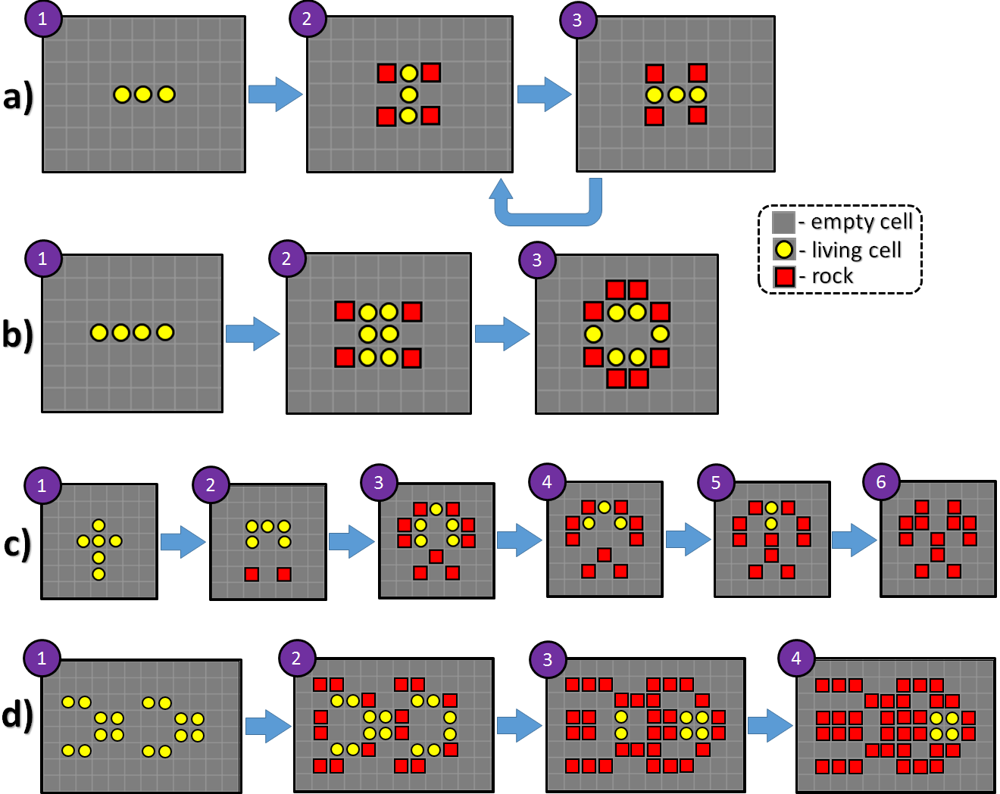 1 2 3
a)
- empty cell
- living cell
- rock
1 2 3
b)
1 2 3 4 5 6
c)
1 2 3 4
d)